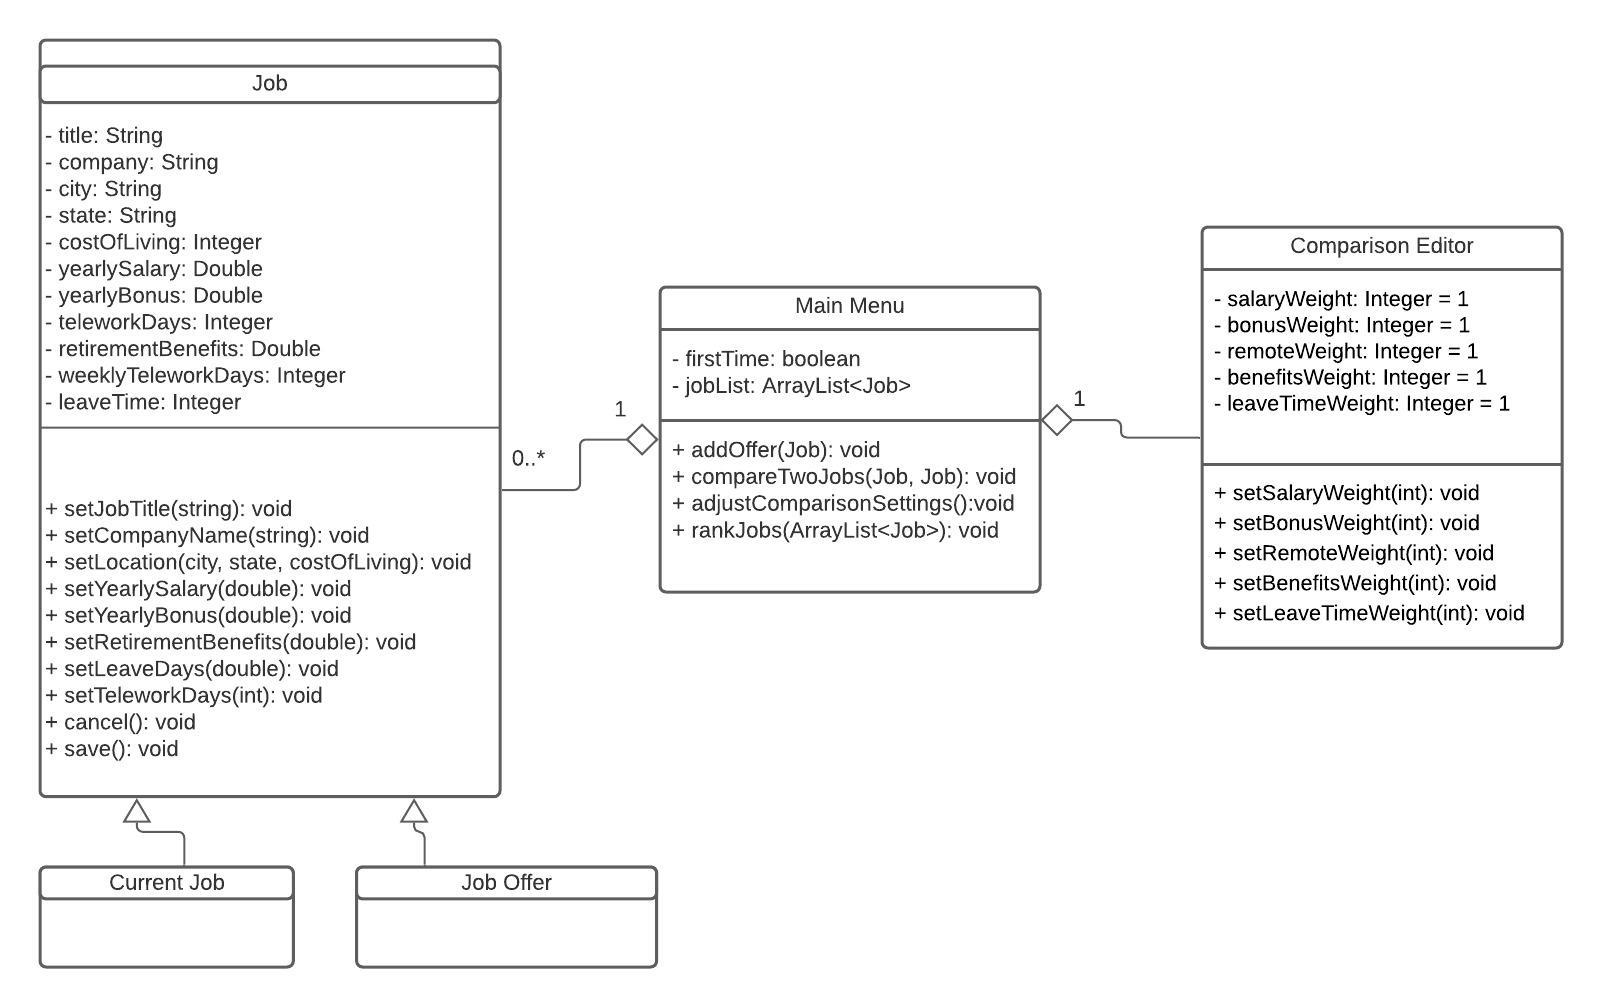 Job
- title: String
- company: String
- city: String
- state: String
- costOfLiving: Integer
- yearlySalary: Double
- yearlyBonus: Double
- teleworkDays: Integer
- retirementBenefits: Double
- weeklyTeleworkDays: Integer
- leaveTime: Integer
+ setJobTitle(string): void
+ setCompanyName(string): void
+ setLocation(city, state, costOfLiving): void
+ setYearlySalary(double): void
+ setYearlyBonus(double): void
+ setRetirementBenefits(double): void
+ setLeaveDays(double): void
+ setTeleworkDays(int): void
+ cancel(): void
+ save(): void
0..*
1
Main Menu
- firstTime: boolean
- jobList: ArrayList<Job>
+ addOffer(Job): void
+ compareTwoJobs(Job, Job): void
+ adjustComparisonSettings():void
+ rankJobs(ArrayList<Job>): void
1
Comparison Editor
- salaryWeight: Integer = 1
- bonusWeight: Integer = 1
- remoteWeight: Integer = 1
- benefitsWeight: Integer = 1
- leaveTimeWeight: Integer = 1
+ setSalaryWeight(int): void
+ setBonusWeight(int): void
+ setRemoteWeight(int): void
+ setBenefitsWeight(int): void
+ setLeaveTimeWeight(int): void
Current Job
Job Offer